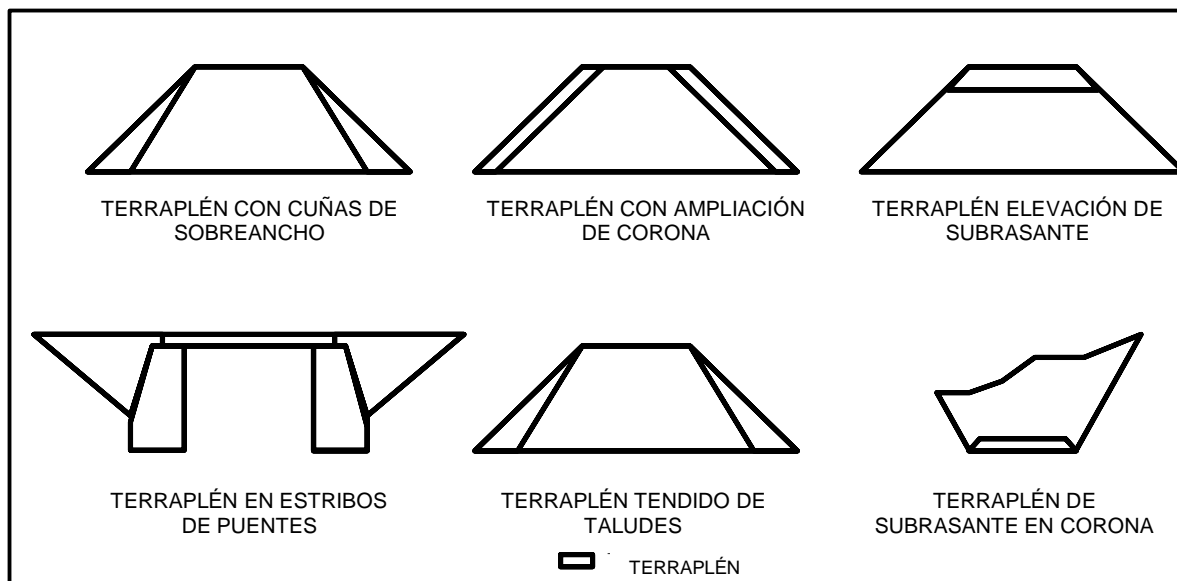 TERRAPLÉN CON CUÑAS DE
SOBREANCHO
TERRAPLÉN CON AMPLIACIÓN
DE CORONA
TERRAPLÉN ELEVACIÓN DE
SUBRASANTE
TERRAPLÉN EN ESTRIBOS
DE PUENTES
TERRAPLÉN TENDIDO DE
TALUDES
TERRAPLÉN DE
SUBRASANTE EN CORONA
TERRAPLÉN